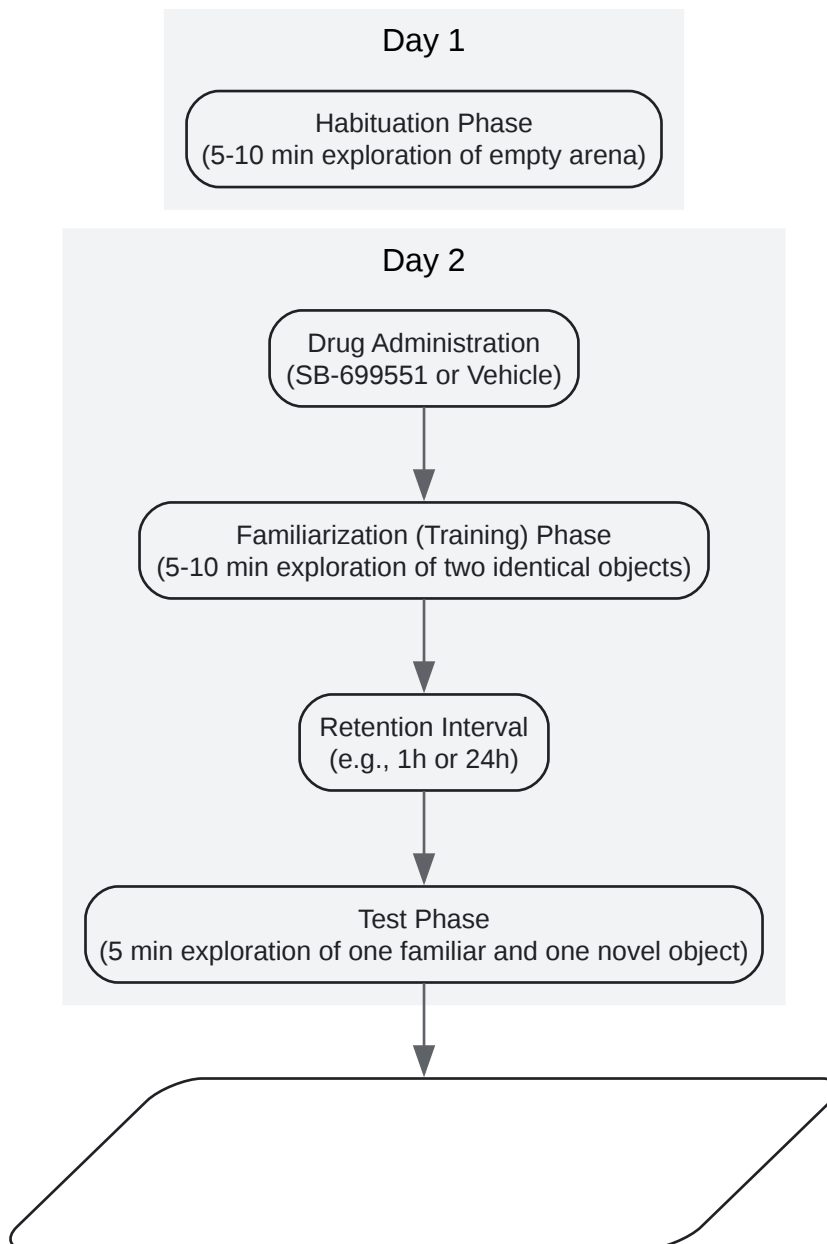 Day 1
Habituation Phase
(5-10 min exploration of empty arena)
Day 2
Drug Administration
(SB-699551 or Vehicle)
Familiarization (Training) Phase
(5-10 min exploration of two identical objects)
Retention Interval
(e.g., 1h or 24h)
Test Phase
(5 min exploration of one familiar and one novel object)